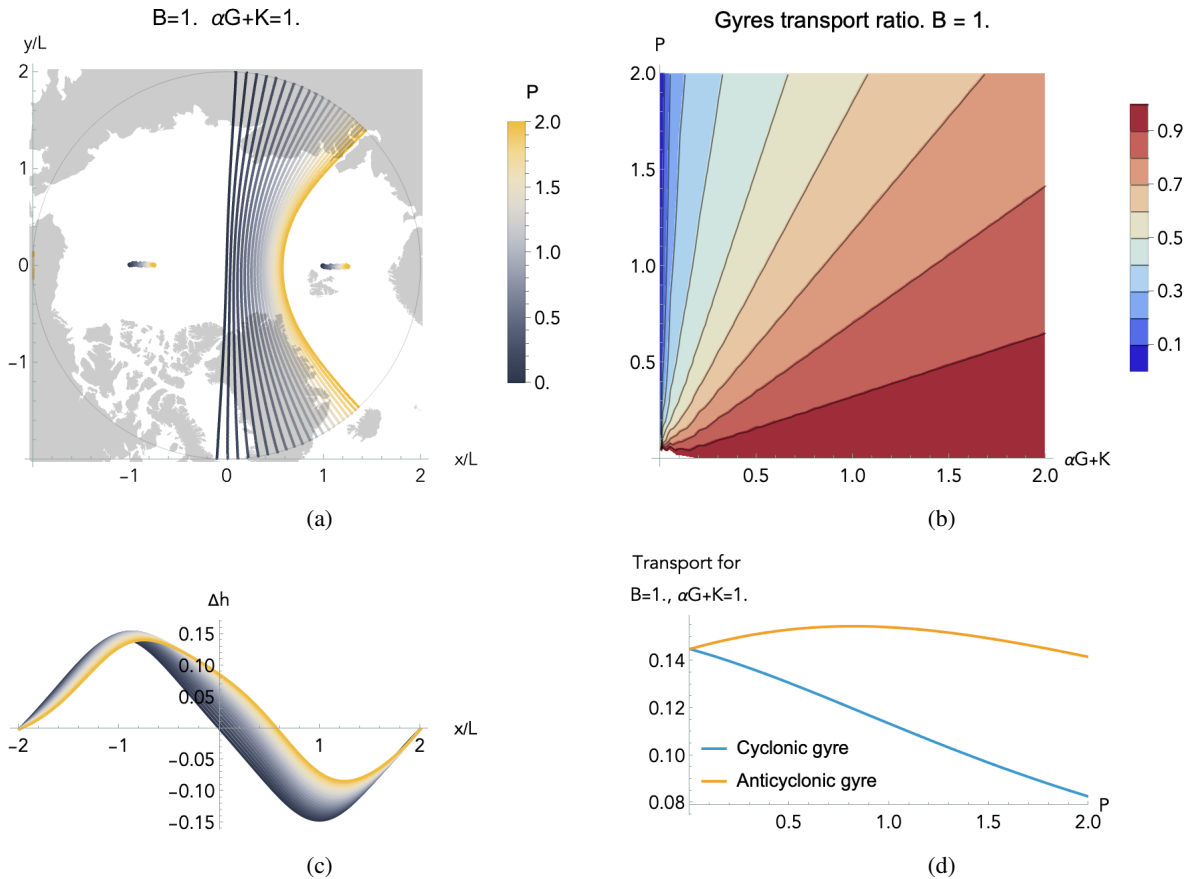 B=1. αG+K=1.
y/L
2
1
0
−1
−1
0
1
2
x/L
P
2.0
1.5
1.0
0.5
0.
(a)
Gyres transport ratio. B = 1.
P
2.0
1.5
1.0
0.5
0.5
1.0
1.5
2.0
αG+K
0.9
0.7
0.5
0.3
0.1
(b)
Δh
0.15
0.10
0.05
−0.05
−0.10
−0.15
−2
−1
1
2
x/L
(c)
Transport for
B=1., αG+K=1.
0.14
0.12
0.10
0.08
Cyclonic gyre
Anticyclonic gyre
P
0.5
1.0
1.5
2.0
(d)